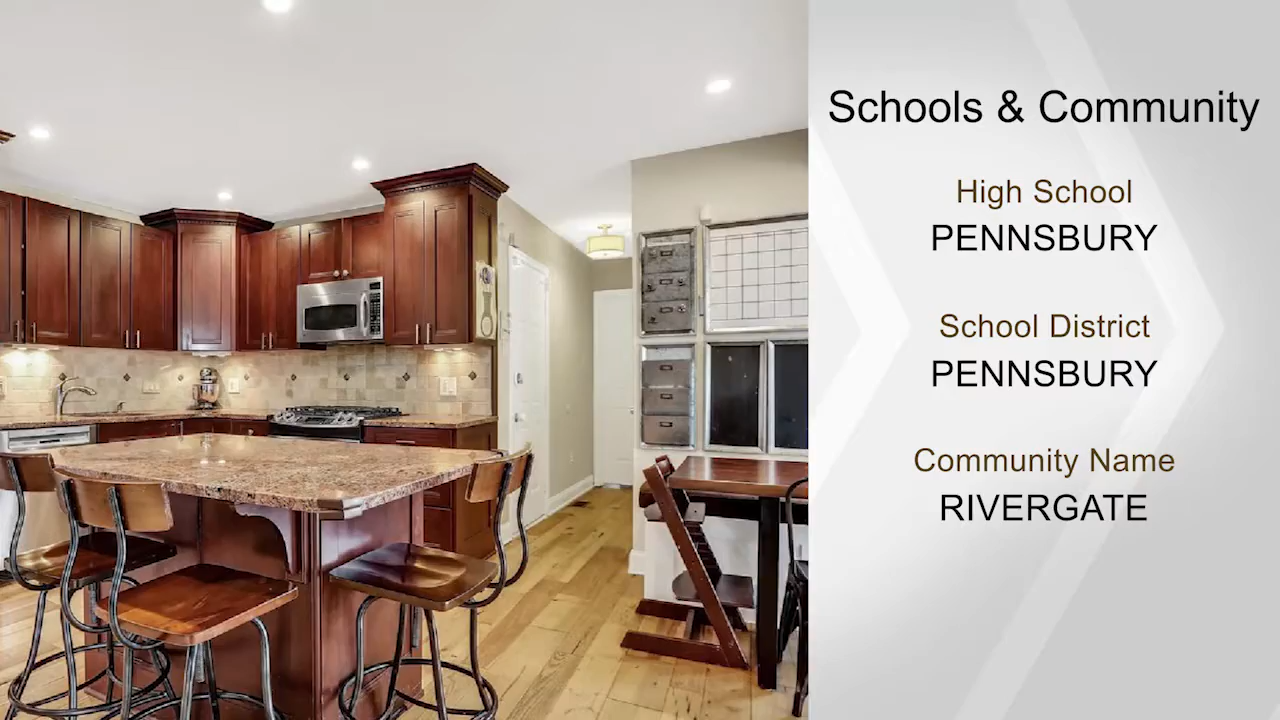 Schools & Community
High School
PENNSBURY
School District
PENNSBURY
Community Name
RIVERGATE